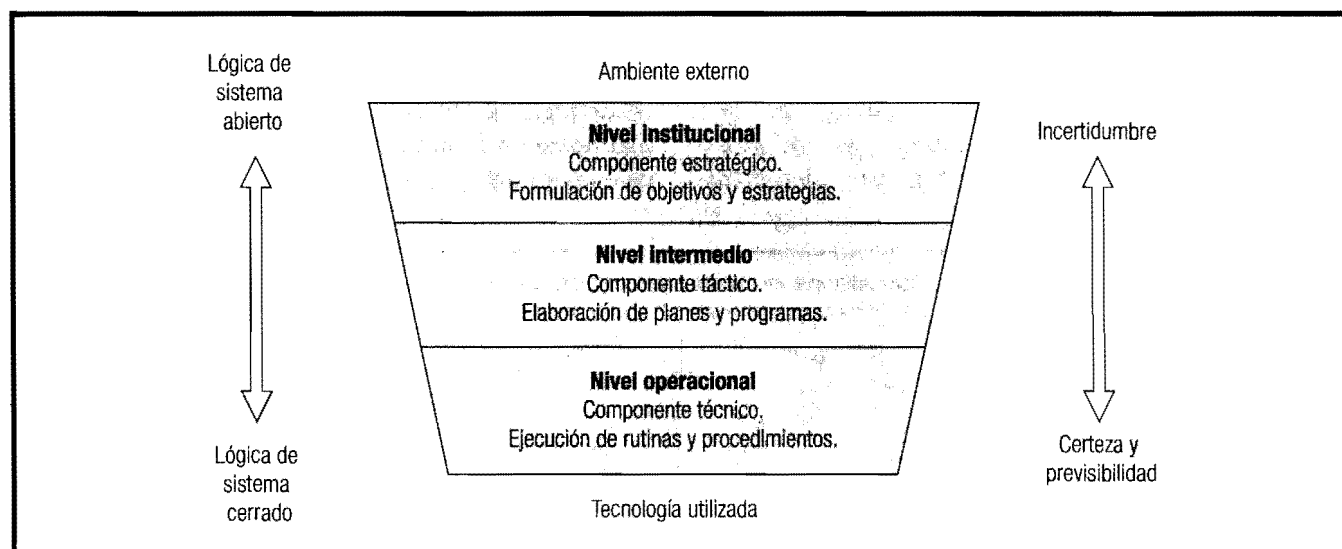 Lógica de
sistema
abierto
Ambiente externo
Nivel institucional
Componente estratégico.
Formulación de objetivos y estrategias.
Incertidumbre
Nivel intermedio
Componente táctico.
Elaboración de planes y programas.
Nivel operacional
Componente técnico.
Ejecución de rutinas y procedimientos.
Lógica de
sistema
cerrado
Certeza y
previsibilidad
Tecnología utilizada